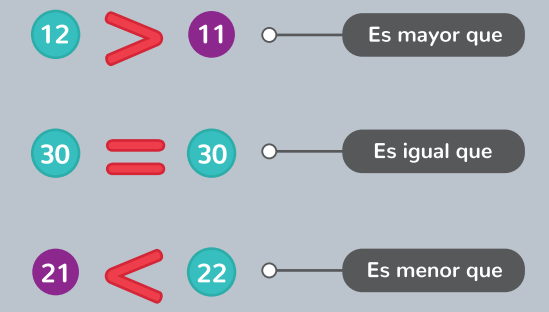 12 > 11 Es mayor que
30 = 30 Es igual que
21 < 22 Es menor que